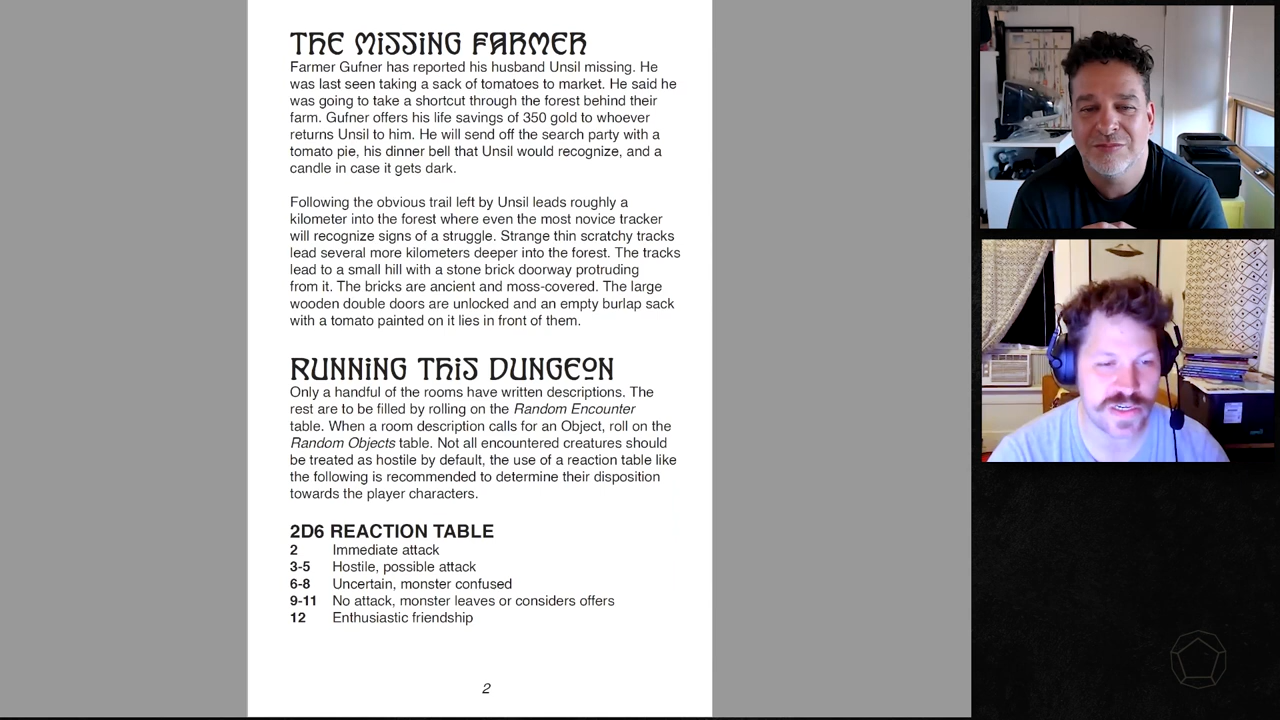 THE MISSING FARMER
Farmer Gufner has reported his husband Unsil missing. He
was last seen taking a sack of tomatoes to market. He said he
was going to take a shortcut through the forest behind their
farm. Gufner offers his life savings of 350 gold to whoever
returns Unsil to him. He will send off the search party with a
tomato pie, his dinner bell that Unsil would recognize, and a
candle in case it gets dark.
Following the obvious trail left by Unsil leads roughly a
kilometer into the forest where even the most novice tracker
will recognize signs of a struggle. Strange thin scratchy tracks
lead several more kilometers deeper into the forest. The tracks
lead to a small hill with a stone brick doorway protruding
from it. The bricks are ancient and moss-covered. The large
wooden double doors are unlocked and an empty burlap sack
with a tomato painted on it lies in front of them.
RUNNING THIS DUNGEON
Only a handful of the rooms have written descriptions. The
rest are to be filled by rolling on the Random Encounter
table. When a room description calls for an Object, roll on the
Random Objects table. Not all encountered creatures should
be treated as hostile by default, the use of a reaction table like
the following is recommended to determine their disposition
towards the player characters.
2D6 REACTION TABLE
2 Immediate attack
3-5 Hostile, possible attack
6-8 Uncertain, monster confused
9-11 No attack, monster leaves or considers offers
12 Enthusiastic friendship
2